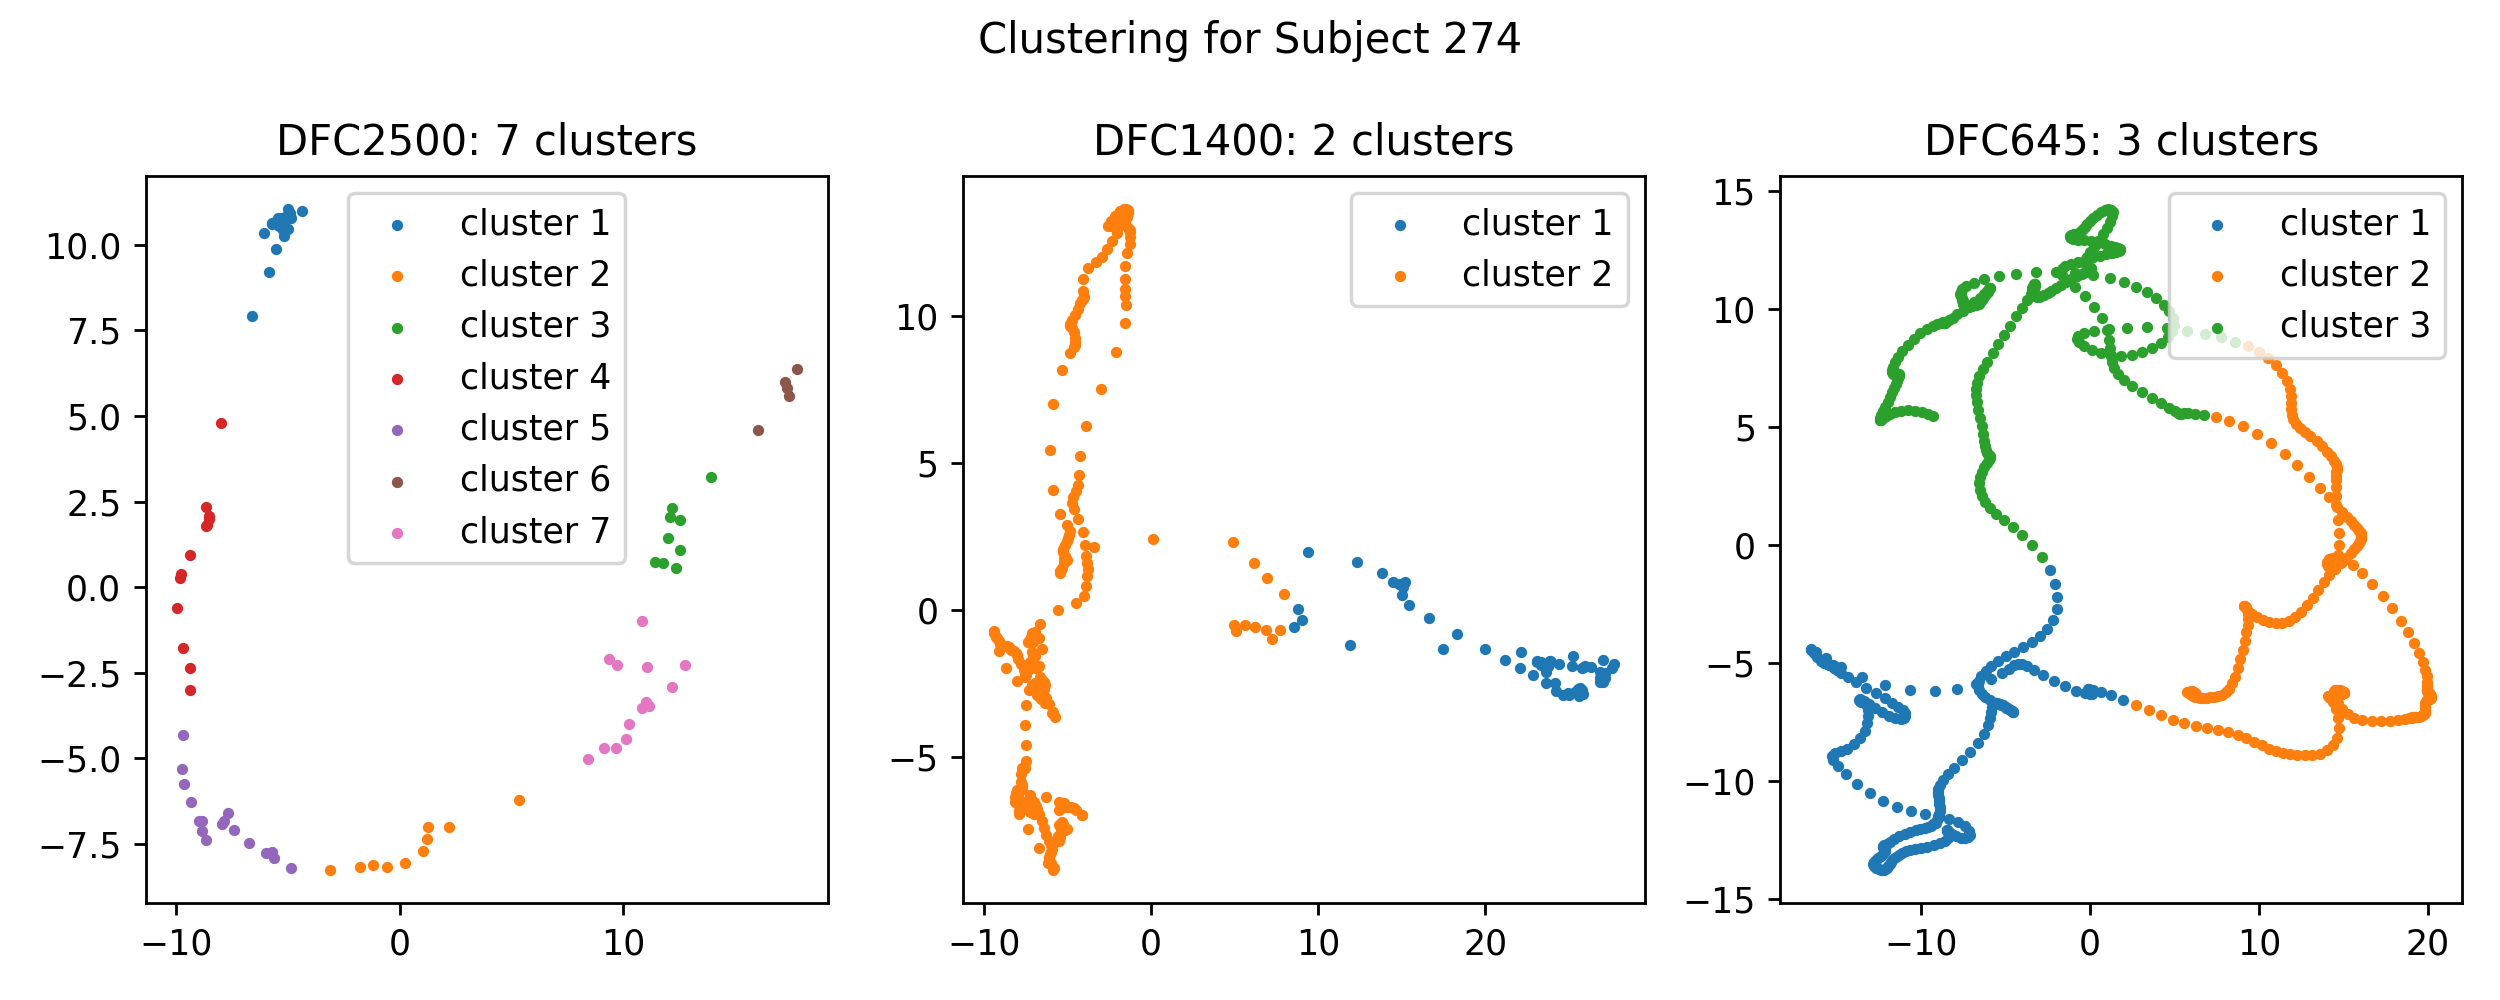 Clustering for Subject 274
DFC2500: 7 clusters
cluster 1
cluster 2
cluster 3
cluster 4
cluster 5
cluster 6
cluster 7
10.0
7.5
5.0
2.5
0.0
−2.5
−5.0
−7.5
−10
0
10
DFC1400: 2 clusters
cluster 1
cluster 2
10
5
0
−5
−10
0
10
20
DFC645: 3 clusters
cluster 1
cluster 2
cluster 3
15
10
5
0
−5
−10
−15
−10
0
10
20